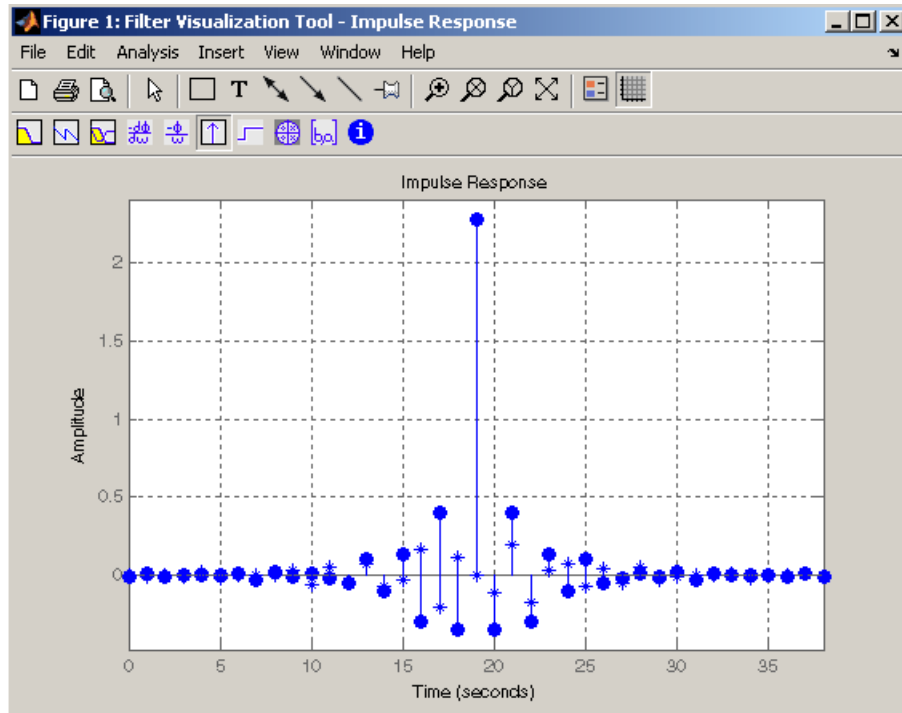 Figure 1: Filter Visualization Tool - Impulse Response
File Edit Analysis Insert View Window Help
T
[b,a] i
Impulse Response
2
1.5
1
0.5
0
Amplitude
0 5 10 15 20 25 30 35
Time (seconds)